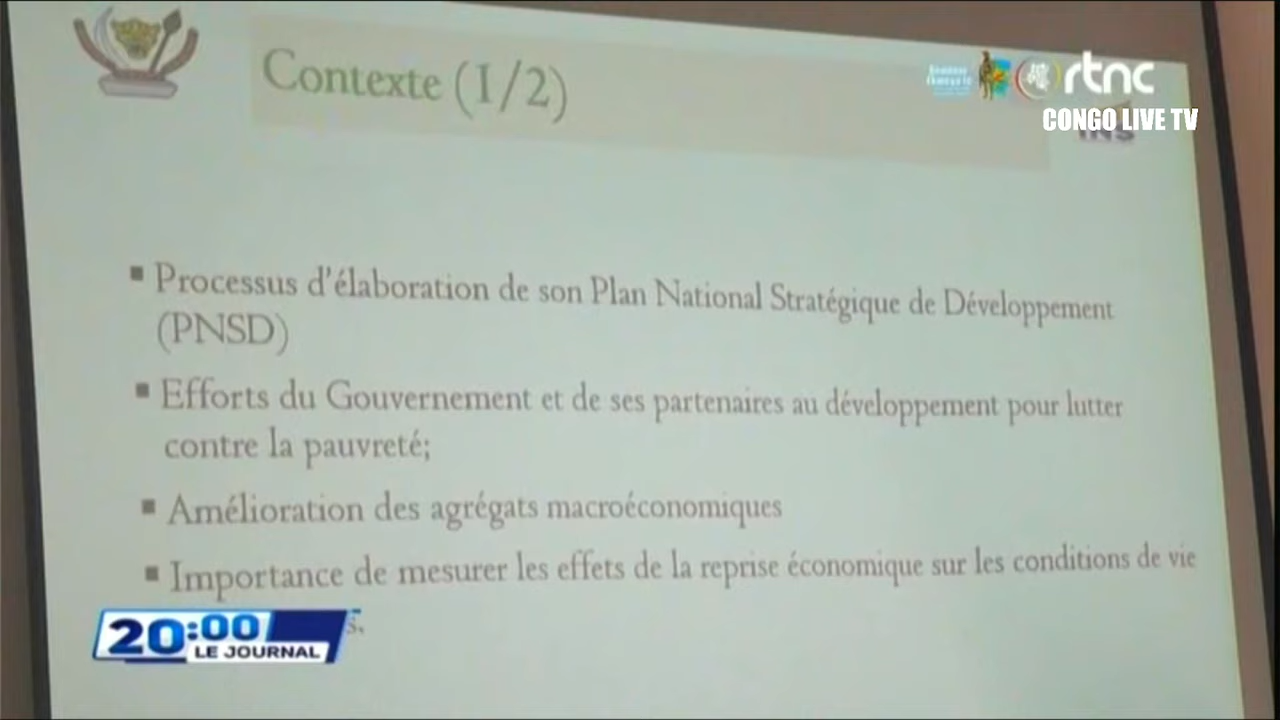 Contexte (1/2)
rtnc
CONGO LIVE TV
INS
▪ Processus d'élaboration de son Plan National Stratégique de Développement
(PNSD)
▪ Efforts du Gouvernement et de ses partenaires au développement pour lutter
contre la pauvreté;
▪ Amélioration des agrégats macroéconomiques
▪ Importance de mesurer les effets de la reprise économique sur les conditions de vie
s.
20:00
LE JOURNAL